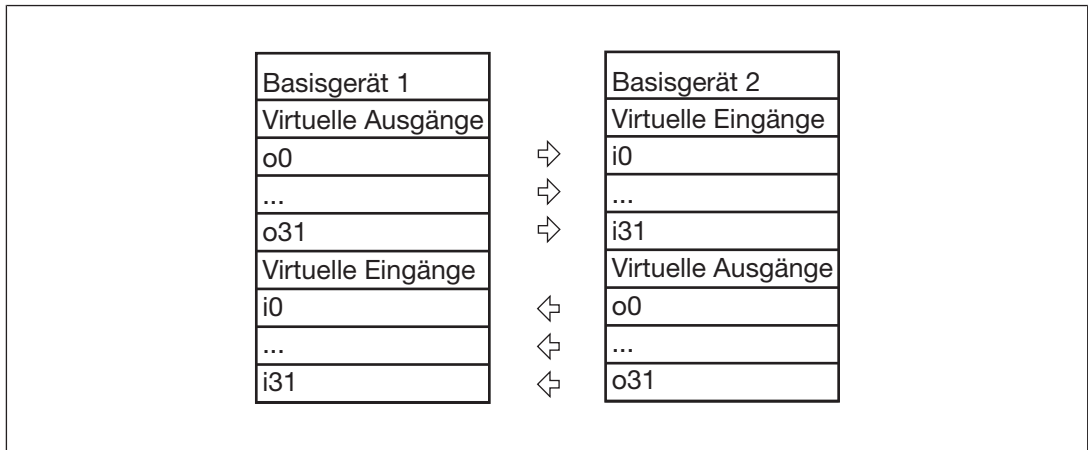 Basisgerät 1
Virtuelle Ausgänge
o0
...
o31
Virtuelle Eingänge
i0
...
i31
Basisgerät 2
Virtuelle Eingänge
i0
...
i31
Virtuelle Ausgänge
o0
...
o31